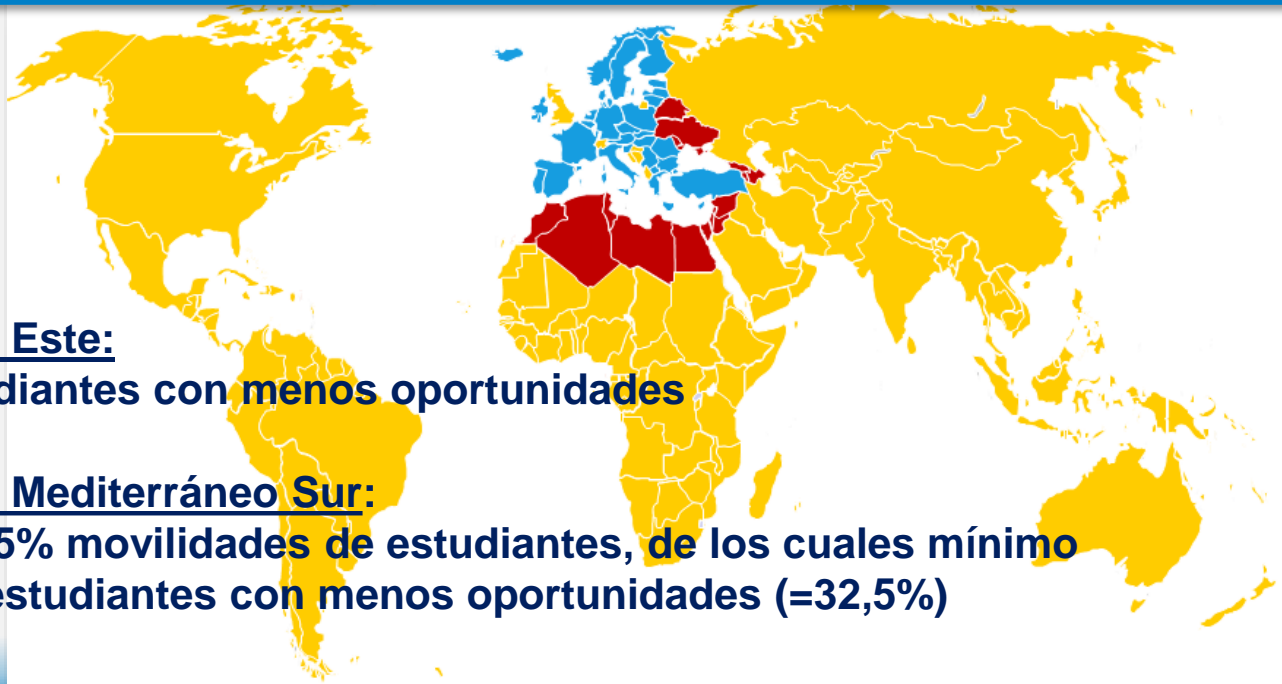 Este:
diantes con menos oportunidades
Mediterráneo Sur:
5% movilidades de estudiantes, de los cuales mínimo
estudiantes con menos oportunidades (=32,5%)